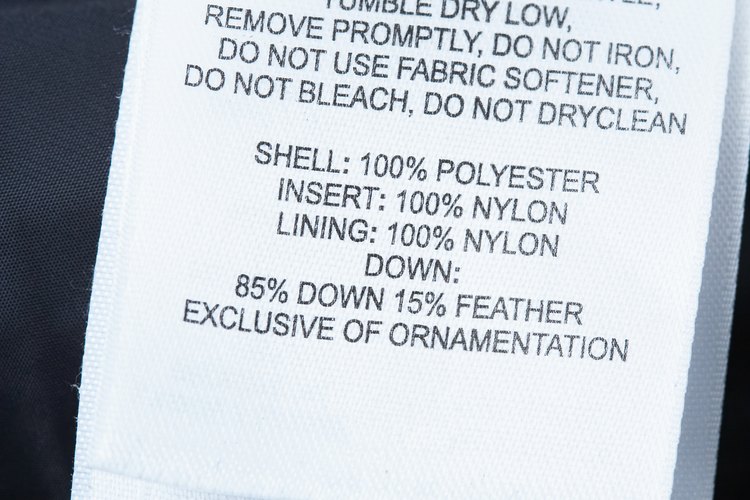 TUMBLE DRY LOW,
REMOVE PROMPTLY, DO NOT IRON,
DO NOT USE FABRIC SOFTENER,
DO NOT BLEACH, DO NOT DRYCLEAN
SHELL: 100% POLYESTER
INSERT: 100% NYLON
LINING: 100% NYLON
DOWN:
85% DOWN 15% FEATHER
EXCLUSIVE OF ORNAMENTATION